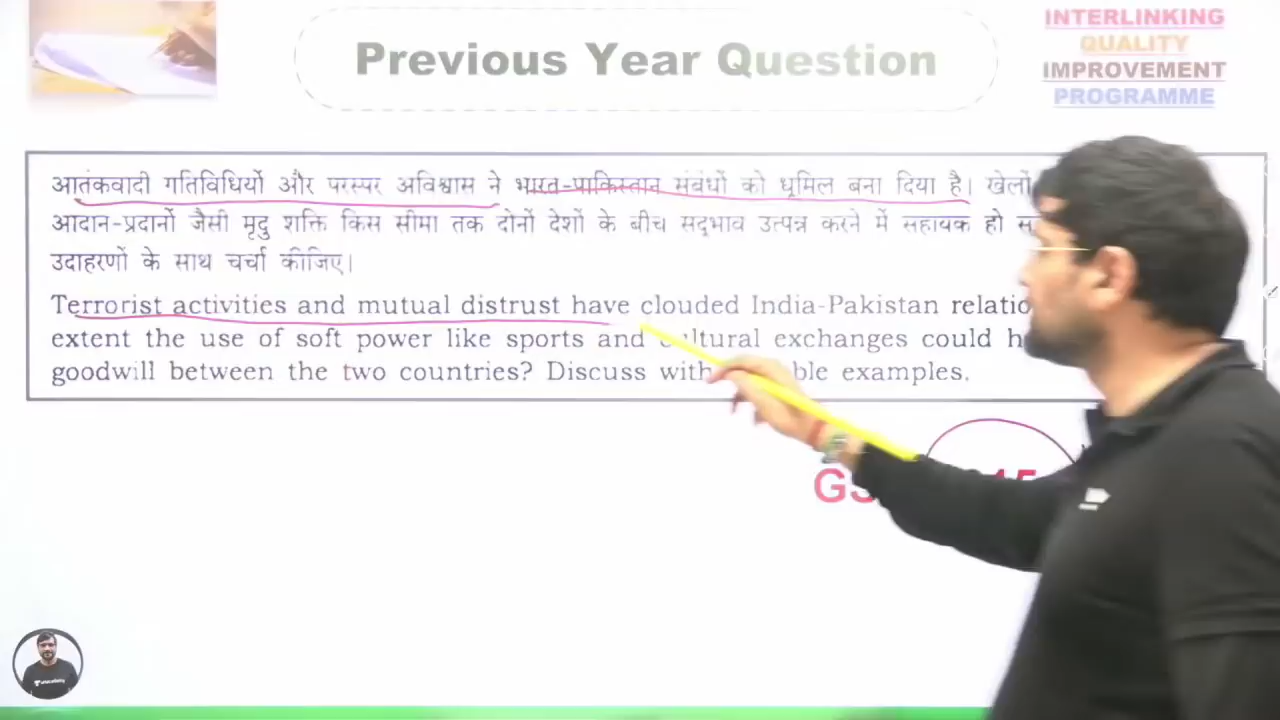 Previous Year Question
INTERLINKING
QUALITY
IMPROVEMENT
PROGRAMME
आतंकवादी गतिविधियों और परस्पर अविश्वास ने भारत-पाकिस्तान संबंधों को धूमिल बना दिया है। खेलों
आदान-प्रदानों जैसी मृदु शक्ति किस सीमा तक दोनों देशों के बीच सद्भाव उत्पन्न करने में सहायक हो
उदाहरणों के साथ चर्चा कीजिए।
Terrorist activities and mutual distrust have clouded India-Pakistan
extent the use of soft power like sports and cultural exchanges could
goodwill between the two countries? Discuss with examples.
GS